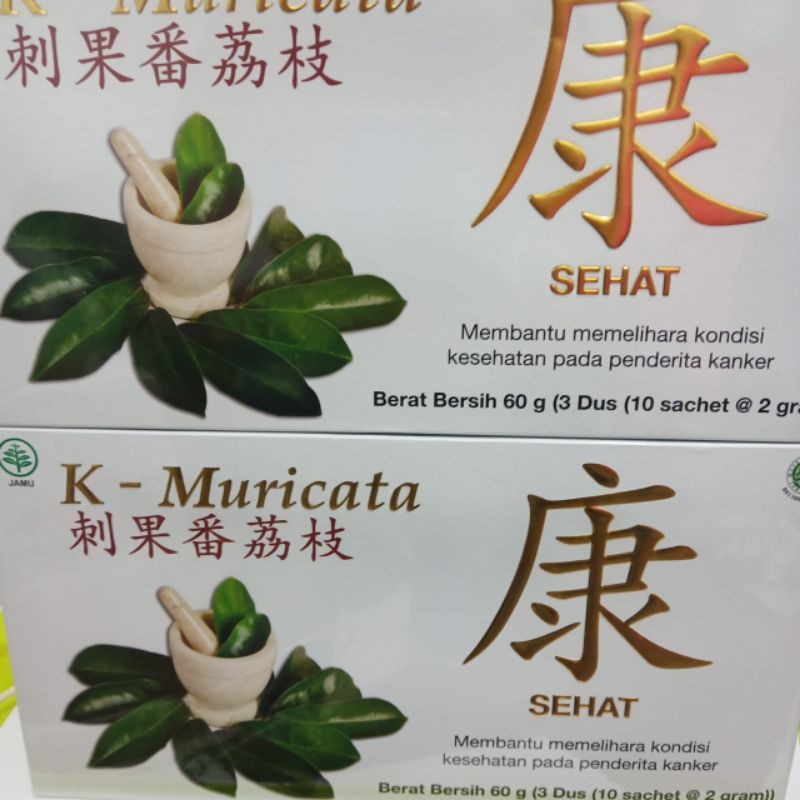 K - Muricata
刺果番荔枝
康
SEHAT
Membantu memelihara kondisi
kesehatan pada penderita kanker
Berat Bersih 60 g (3 Dus (10 sachet @ 2 gra
JAMU
K - Muricata
刺果番荔枝
康
SEHAT
Membantu memelihara kondisi
kesehatan pada penderita kanker
Berat Bersih 60 g (3 Dus (10 sachet @ 2 gram))